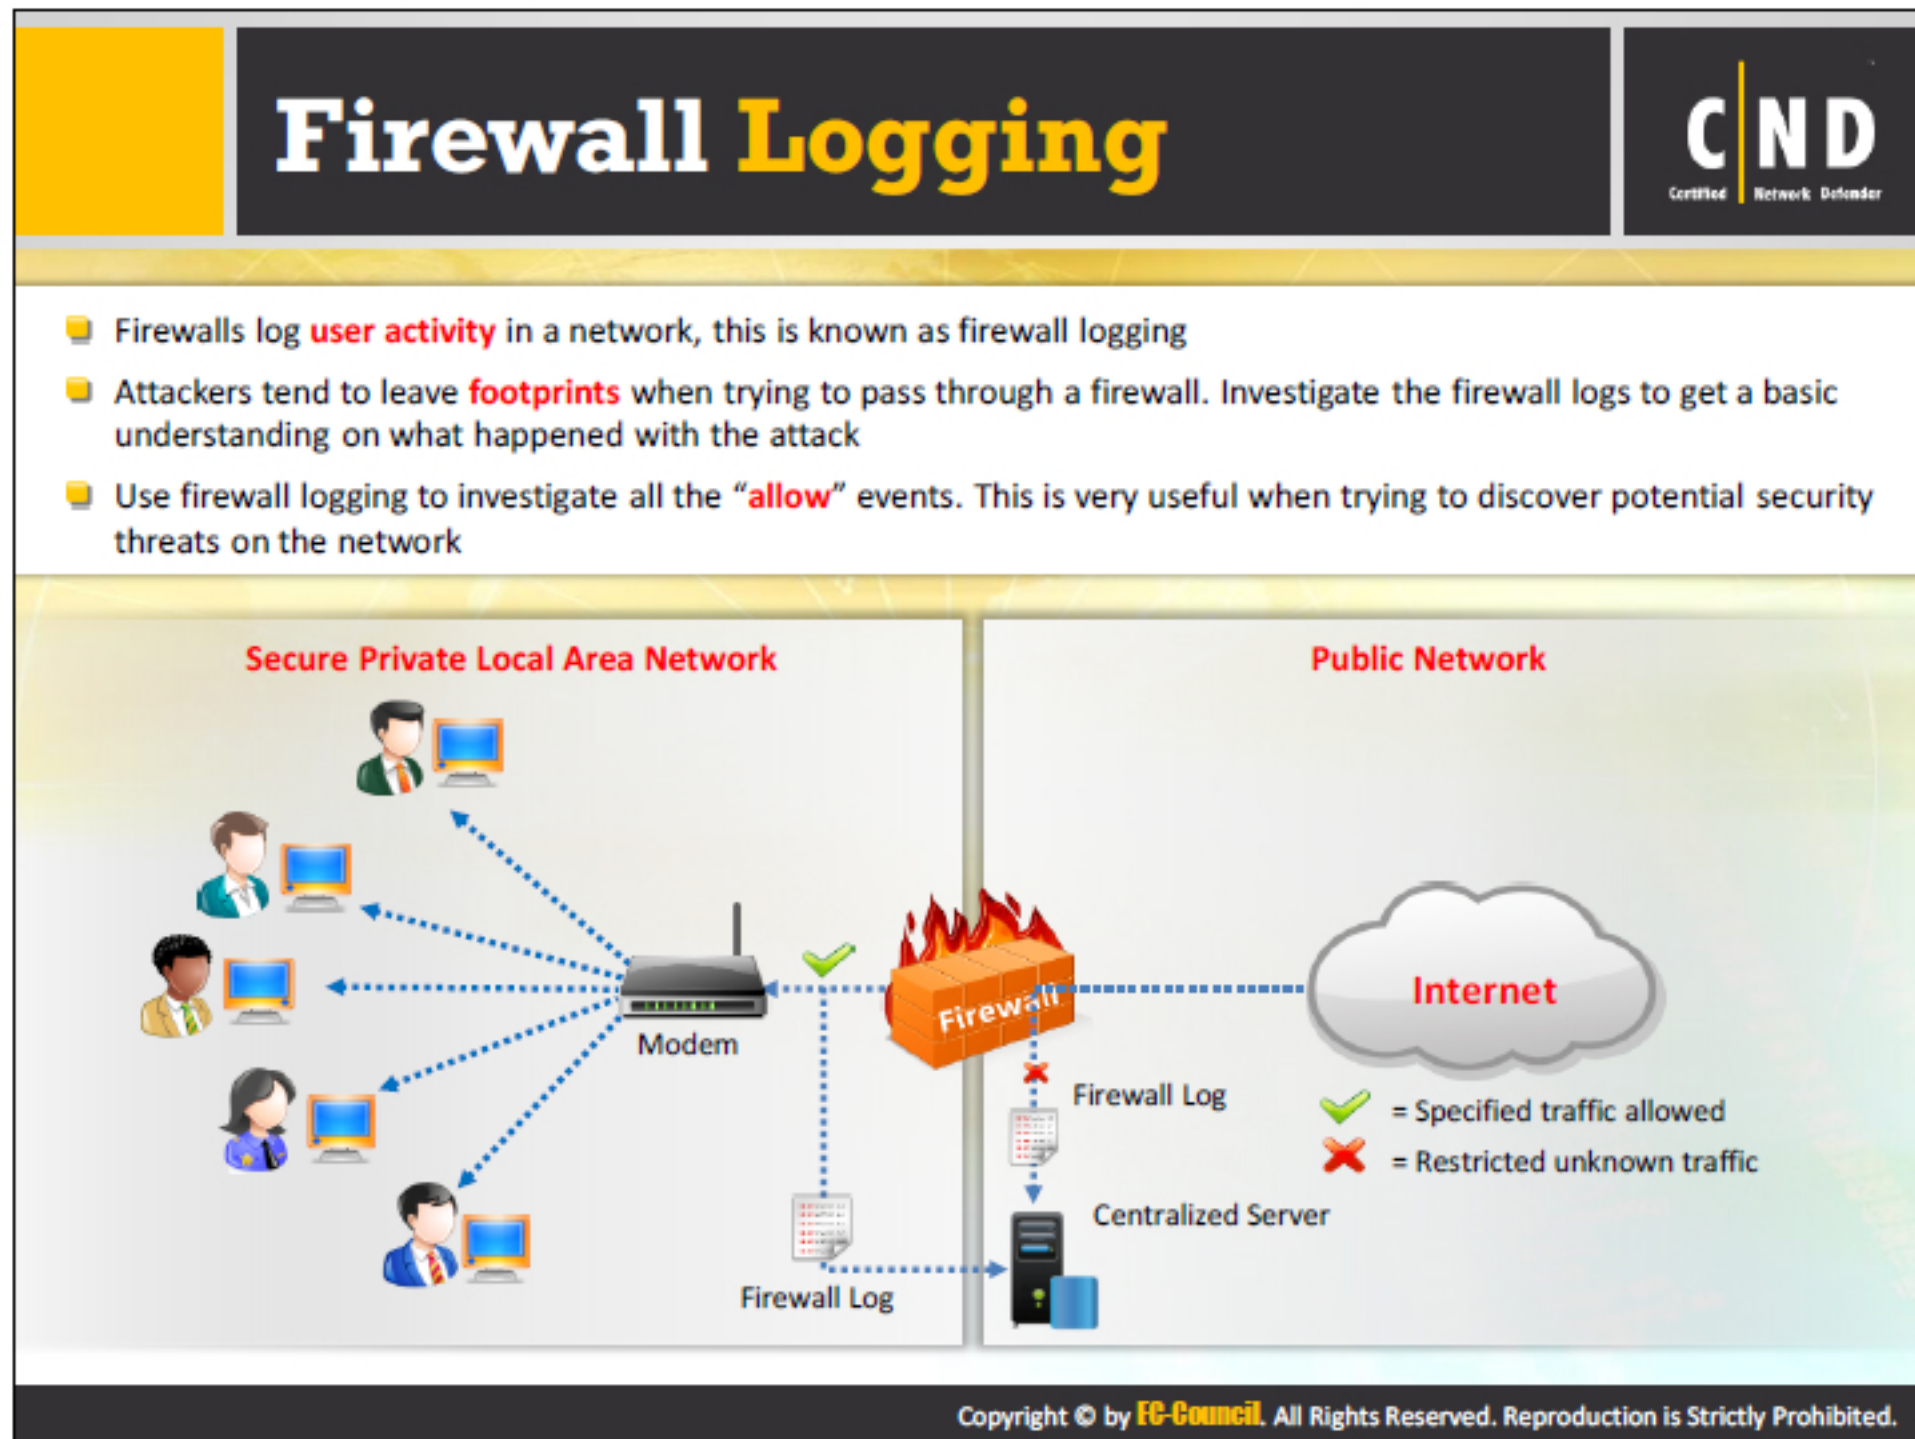 Firewall Logging
C|ND
Certified Network Defender
Firewalls log user activity in a network, this is known as firewall logging
Attackers tend to leave footprints when trying to pass through a firewall. Investigate the firewall logs to get a basic
understanding on what happened with the attack
Use firewall logging to investigate all the “allow” events. This is very useful when trying to discover potential security
threats on the network
Secure Private Local Area Network
Public Network
Modem
Firewall
Internet
Firewall Log
= Specified traffic allowed
= Restricted unknown traffic
Centralized Server
Firewall Log
Copyright © by EC-Council. All Rights Reserved. Reproduction is Strictly Prohibited.